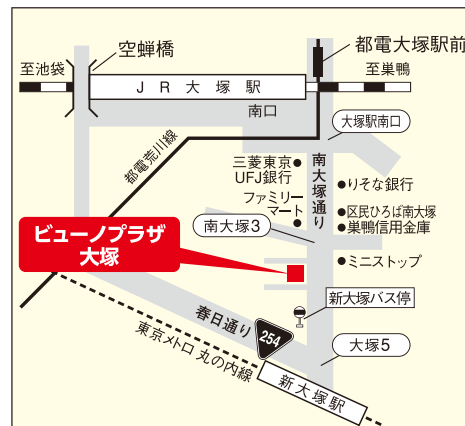 空蝉橋
都電大塚駅前
至池袋
至巣鴨
JR大塚駅
南口
大塚駅南口
都電荒川線
三菱東京
UFJ銀行
南大塚通り
りそな銀行
ファミリー
マート
区民ひろば南大塚
南大塚3
巣鴨信用金庫
ビューノプラザ
大塚
ミニストップ
新大塚バス停
春日通り
254
大塚5
東京メトロ 丸の内線
新大塚駅